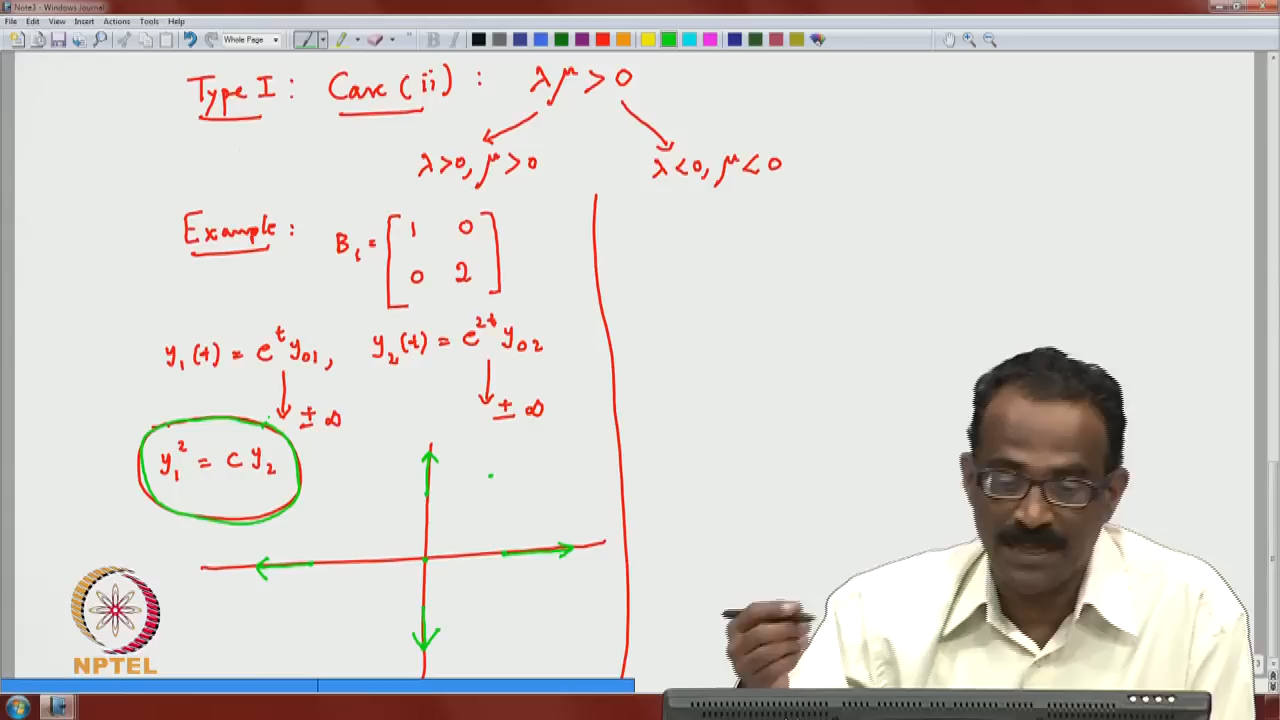 Note3 - Windows Journal
File Edit View Insert Actions Tools Help
Whole Page
Type I : Case (ii) : λμ > 0
λ>0, μ>0 λ<0, μ<0
Example : B₁ = [ 1 0
0 2 ]
y₁(t) = e^t y₀₁, y₂(t) = e^{2t} y₀₂
± ∞ ± ∞
y₁² = C y₂
NPTEL